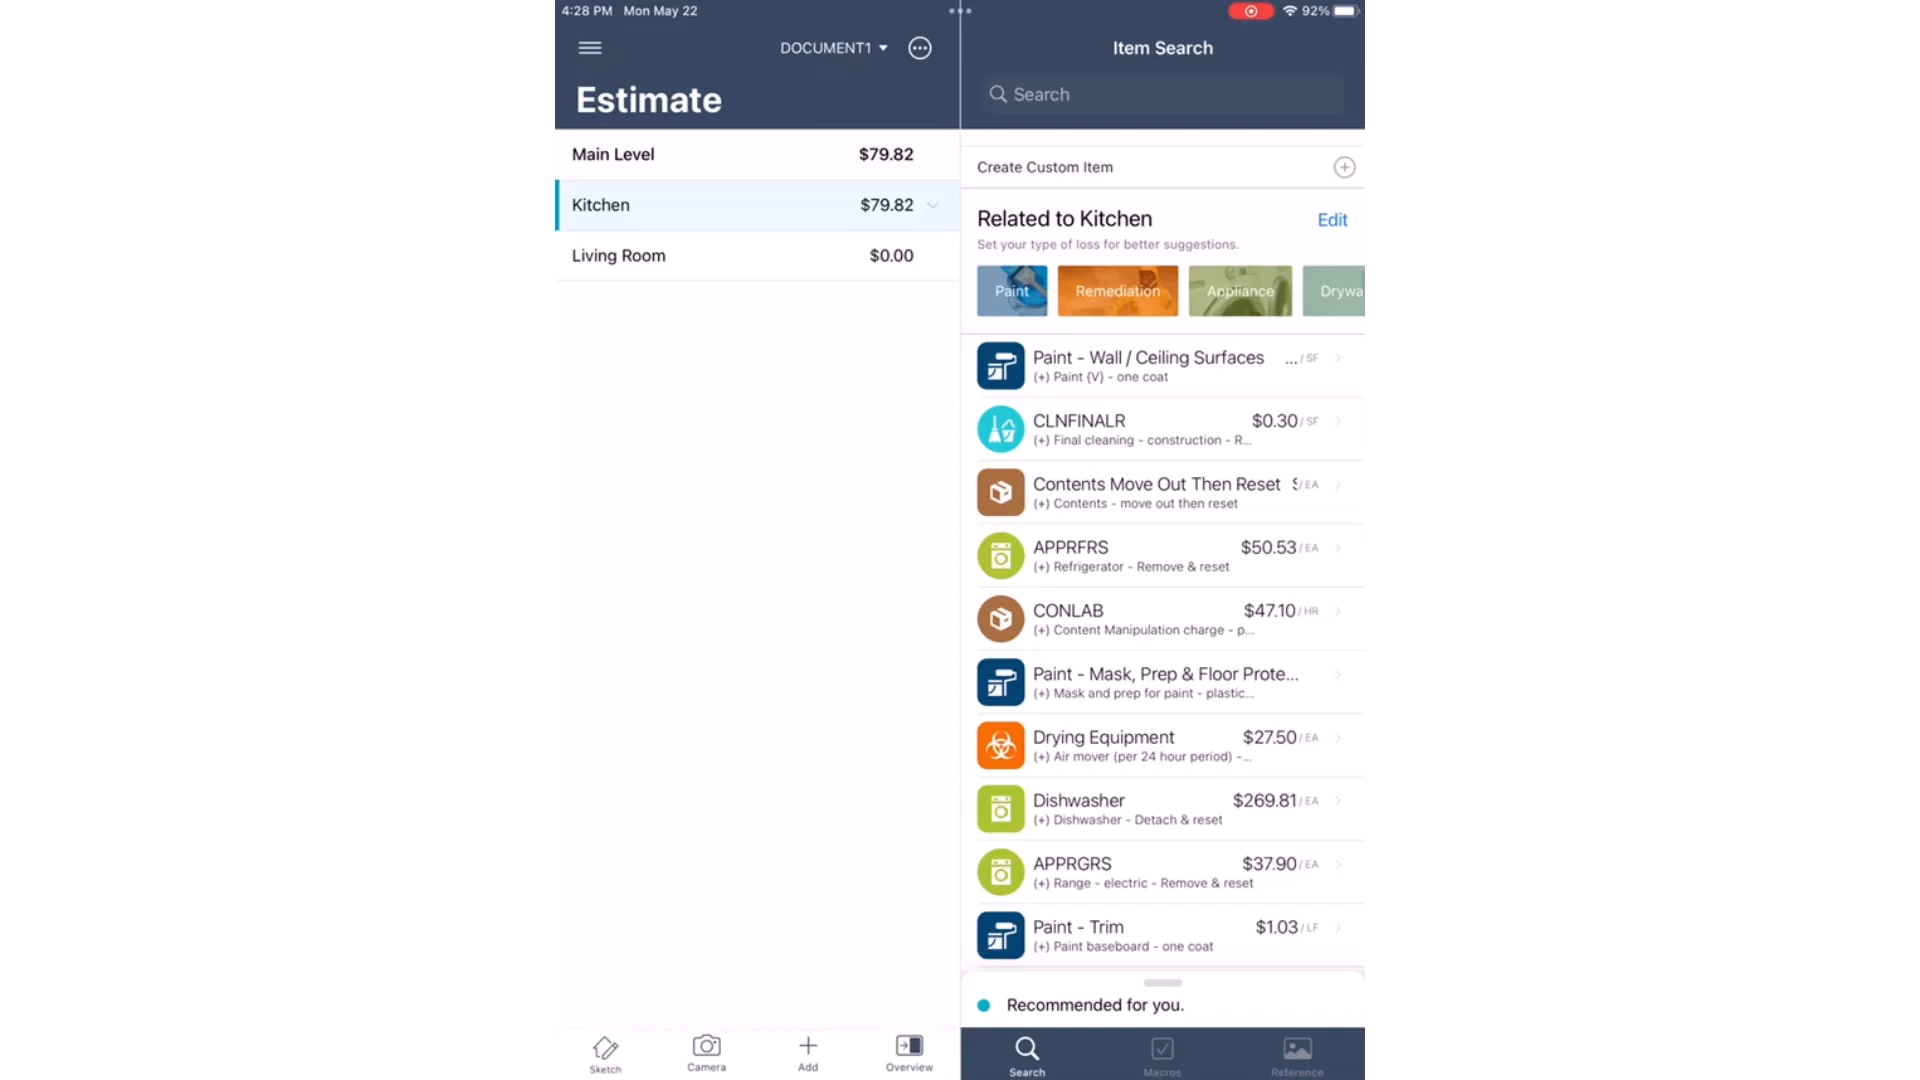 4:28 PM Mon May 22
92%
DOCUMENT1
Estimate
Main Level $79.82
Kitchen $79.82
Living Room $0.00
Sketch
Camera
Add
Overview
Item Search
Search
Create Custom Item
Related to Kitchen
Edit
Set your type of loss for better suggestions.
Paint
Remediation
Appliance
Drywa
Paint - Wall / Ceiling Surfaces ... / SF
(+) Paint {V} - one coat
CLNFINALR $0.30 / SF
(+) Final cleaning - construction - R...
Contents Move Out Then Reset / EA
(+) Contents - move out then reset
APPRFRS $50.53 / EA
(+) Refrigerator - Remove & reset
CONLAB $47.10 / HR
(+) Content Manipulation charge - p...
Paint - Mask, Prep & Floor Prote...
(+) Mask and prep for paint - plastic...
Drying Equipment $27.50 / EA
(+) Air mover (per 24 hour period) -...
Dishwasher $269.81 / EA
(+) Dishwasher - Detach & reset
APPRGRS $37.90 / EA
(+) Range - electric - Remove & reset
Paint - Trim $1.03 / LF
(+) Paint baseboard - one coat
Recommended for you.
Search
Macros
Reference